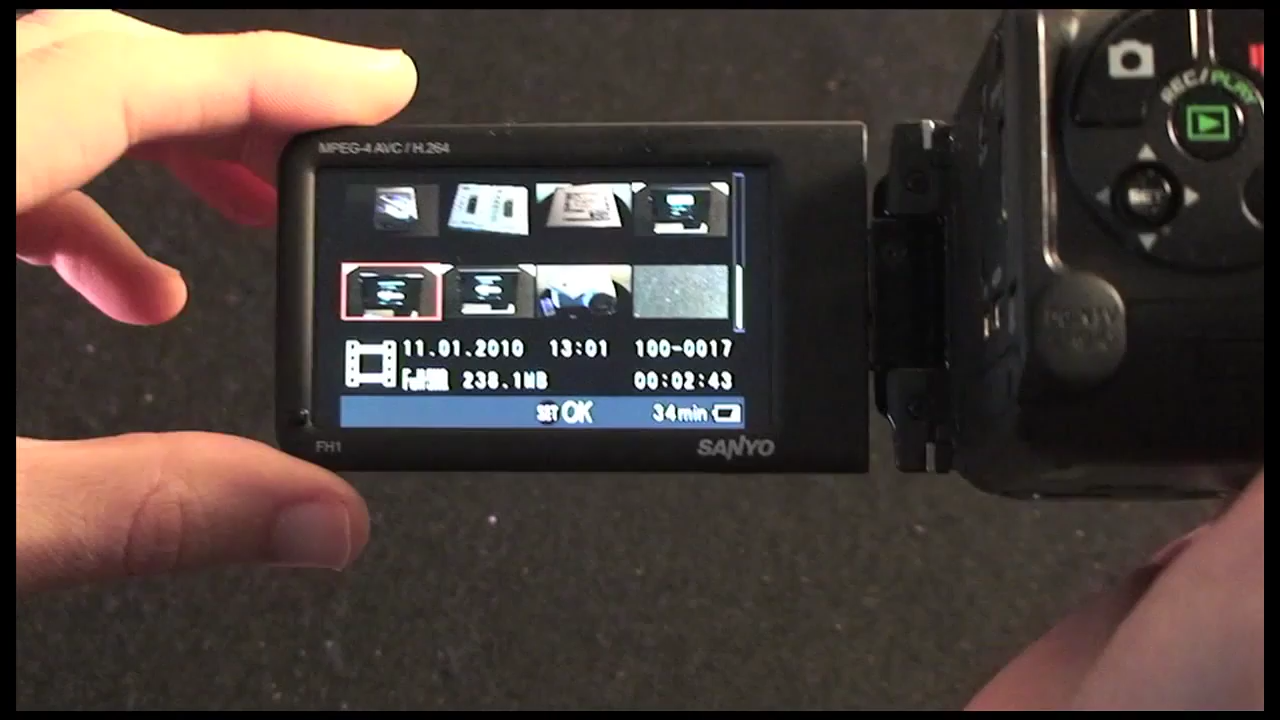 MPEG-4 AVC / H.264
REC/PLAY
SET
11.01.2010 13:01 100-0017
238.1MB 00:02:43
SET OK 34min
FH1
SANYO